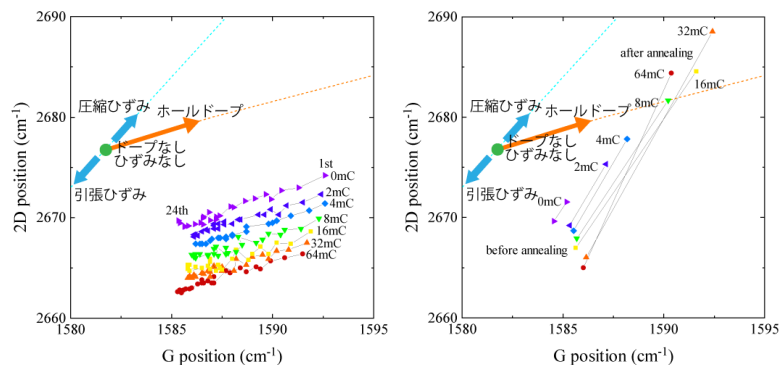 2690
2680
2670
2660
1580
1585
1590
1595
2D position (cm-1)
G position (cm-1)
圧縮ひずみ
ホールドープ
ドープなし
ひずみなし
引張ひずみ
1st
0mC
2mC
4mC
8mC
16mC
32mC
64mC
24th
2690
2680
2670
2660
1580
1585
1590
1595
2D position (cm-1)
G position (cm-1)
圧縮ひずみ
ホールドープ
ドープなし
ひずみなし
引張ひずみ
32mC
after annealing
64mC
16mC
8mC
4mC
2mC
0mC
before annealing